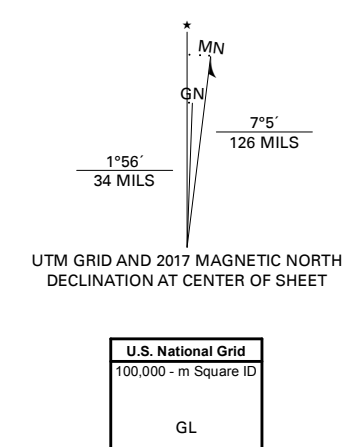 ★
MN
GN
7°5´
126 MILS
1°56´
34 MILS
UTM GRID AND 2017 MAGNETIC NORTH
DECLINATION AT CENTER OF SHEET
U.S. National Grid
100,000 - m Square ID
GL